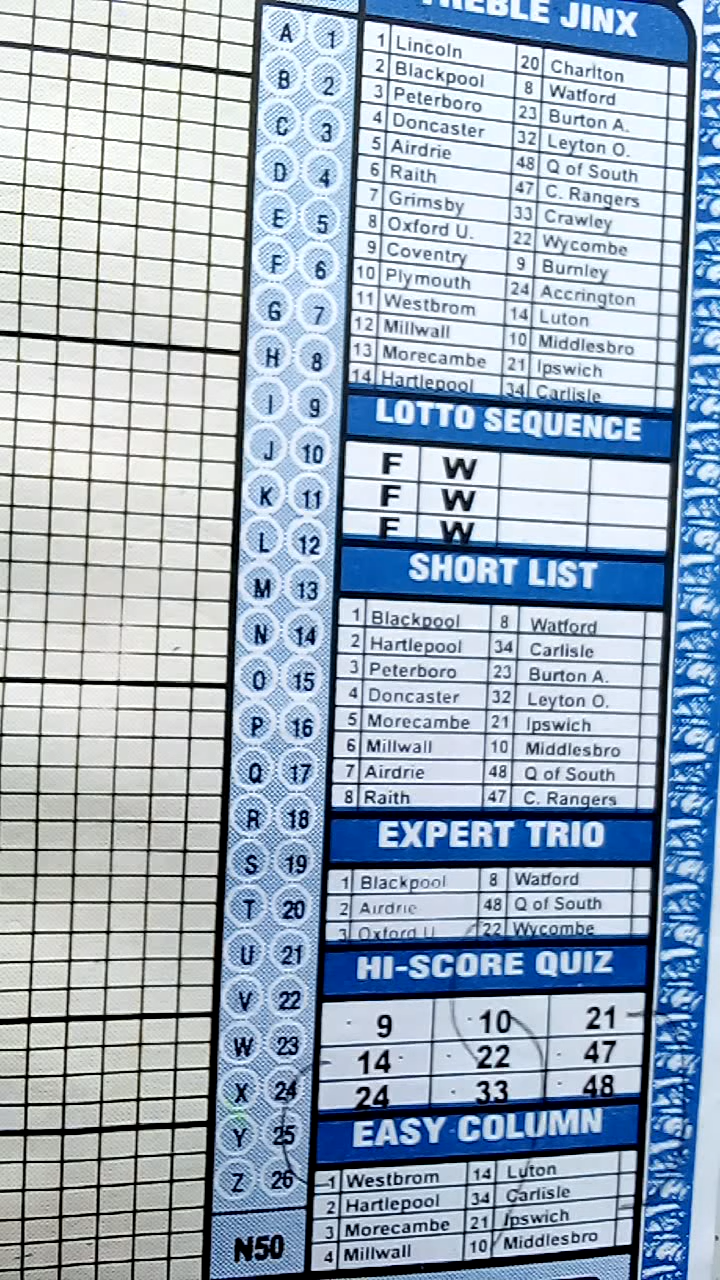 TREBLE JINX
1 Lincoln 20 Charlton
2 Blackpool 8 Watford
3 Peterboro 23 Burton A.
4 Doncaster 32 Leyton O.
5 Airdrie 48 Q of South
6 Raith 47 C. Rangers
7 Grimsby 33 Crawley
8 Oxford U. 22 Wycombe
9 Coventry 9 Burnley
10 Plymouth 24 Accrington
11 Westbrom 14 Luton
12 Millwall 10 Middlesbro
13 Morecambe 21 Ipswich
14 Hartlepool 34 Carlisle
LOTTO SEQUENCE
F W
F W
F W
SHORT LIST
1 Blackpool 8 Watford
2 Hartlepool 34 Carlisle
3 Peterboro 23 Burton A.
4 Doncaster 32 Leyton O.
5 Morecambe 21 Ipswich
6 Millwall 10 Middlesbro
7 Airdrie 48 Q of South
8 Raith 47 C. Rangers
EXPERT TRIO
1 Blackpool 8 Watford
2 Airdrie 48 Q of South
3 Oxford U 22 Wycombe
HI-SCORE QUIZ
9 10 21
14 22 47
24 33 48
EASY COLUMN
1 Westbrom 14 Luton
2 Hartlepool 34 Carlisle
3 Morecambe 21 Ipswich
4 Millwall 10 Middlesbro
A 1
B 2
C 3
D 4
E 5
F 6
G 7
H 8
I 9
J 10
K 11
L 12
M 13
N 14
O 15
P 16
Q 17
R 18
S 19
T 20
U 21
V 22
W 23
X 24
Y 25
Z 26
N50